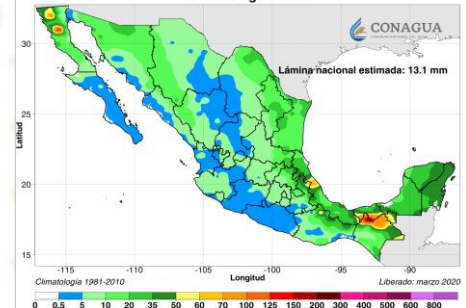 CONAGUA
Lámina nacional estimada: 13.1 mm
Latitud
30
25
20
15
-115 -110 -105 -100 -95 -90
Longitud
Climatología 1981-2010
Liberado: marzo 2020
0 0.5 5 10 20 35 50 60 70 100 125 150 200 300 400 500 600 800